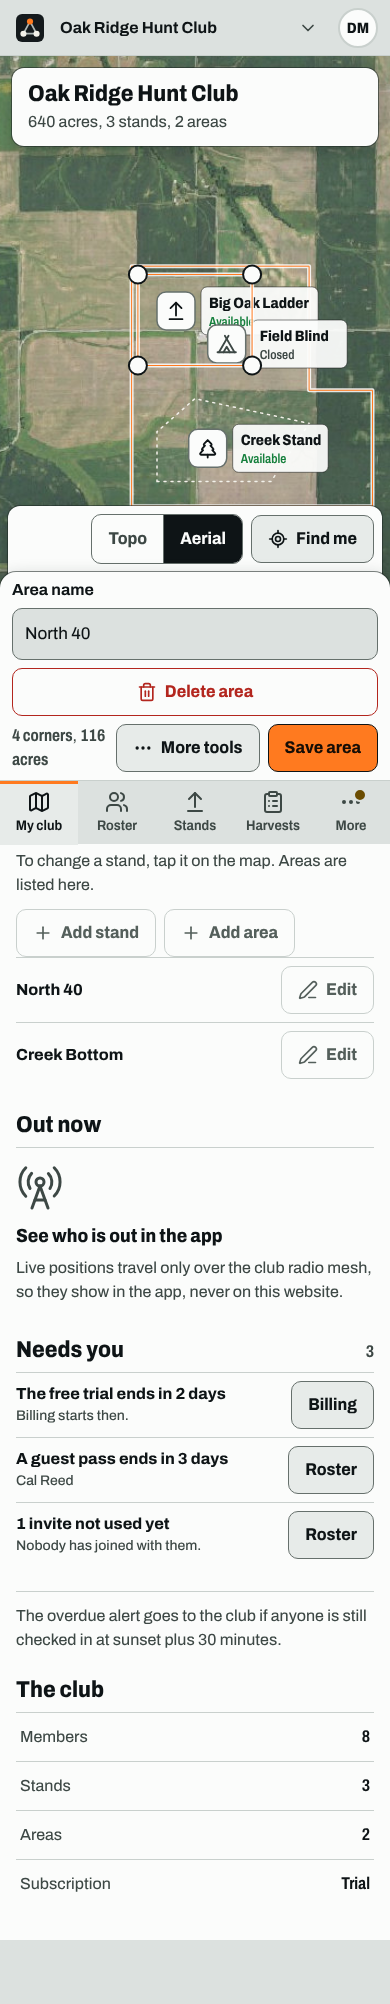 Oak Ridge Hunt Club
DM
Oak Ridge Hunt Club
640 acres, 3 stands, 2 areas
Big Oak Ladder
Available
Field Blind
Closed
Creek Stand
Available
Topo
Aerial
Find me
Area name
North 40
Delete area
4 corners, 116
acres
More tools
Save area
My club
Roster
Stands
Harvests
More
To change a stand, tap it on the map. Areas are
listed here.
Add stand
Add area
North 40
Edit
Creek Bottom
Edit
Out now
See who is out in the app
Live positions travel only over the club radio mesh,
so they show in the app, never on this website.
Needs you
3
The free trial ends in 2 days
Billing starts then.
Billing
A guest pass ends in 3 days
Cal Reed
Roster
1 invite not used yet
Nobody has joined with them.
Roster
The overdue alert goes to the club if anyone is still
checked in at sunset plus 30 minutes.
The club
Members
8
Stands
3
Areas
2
Subscription
Trial